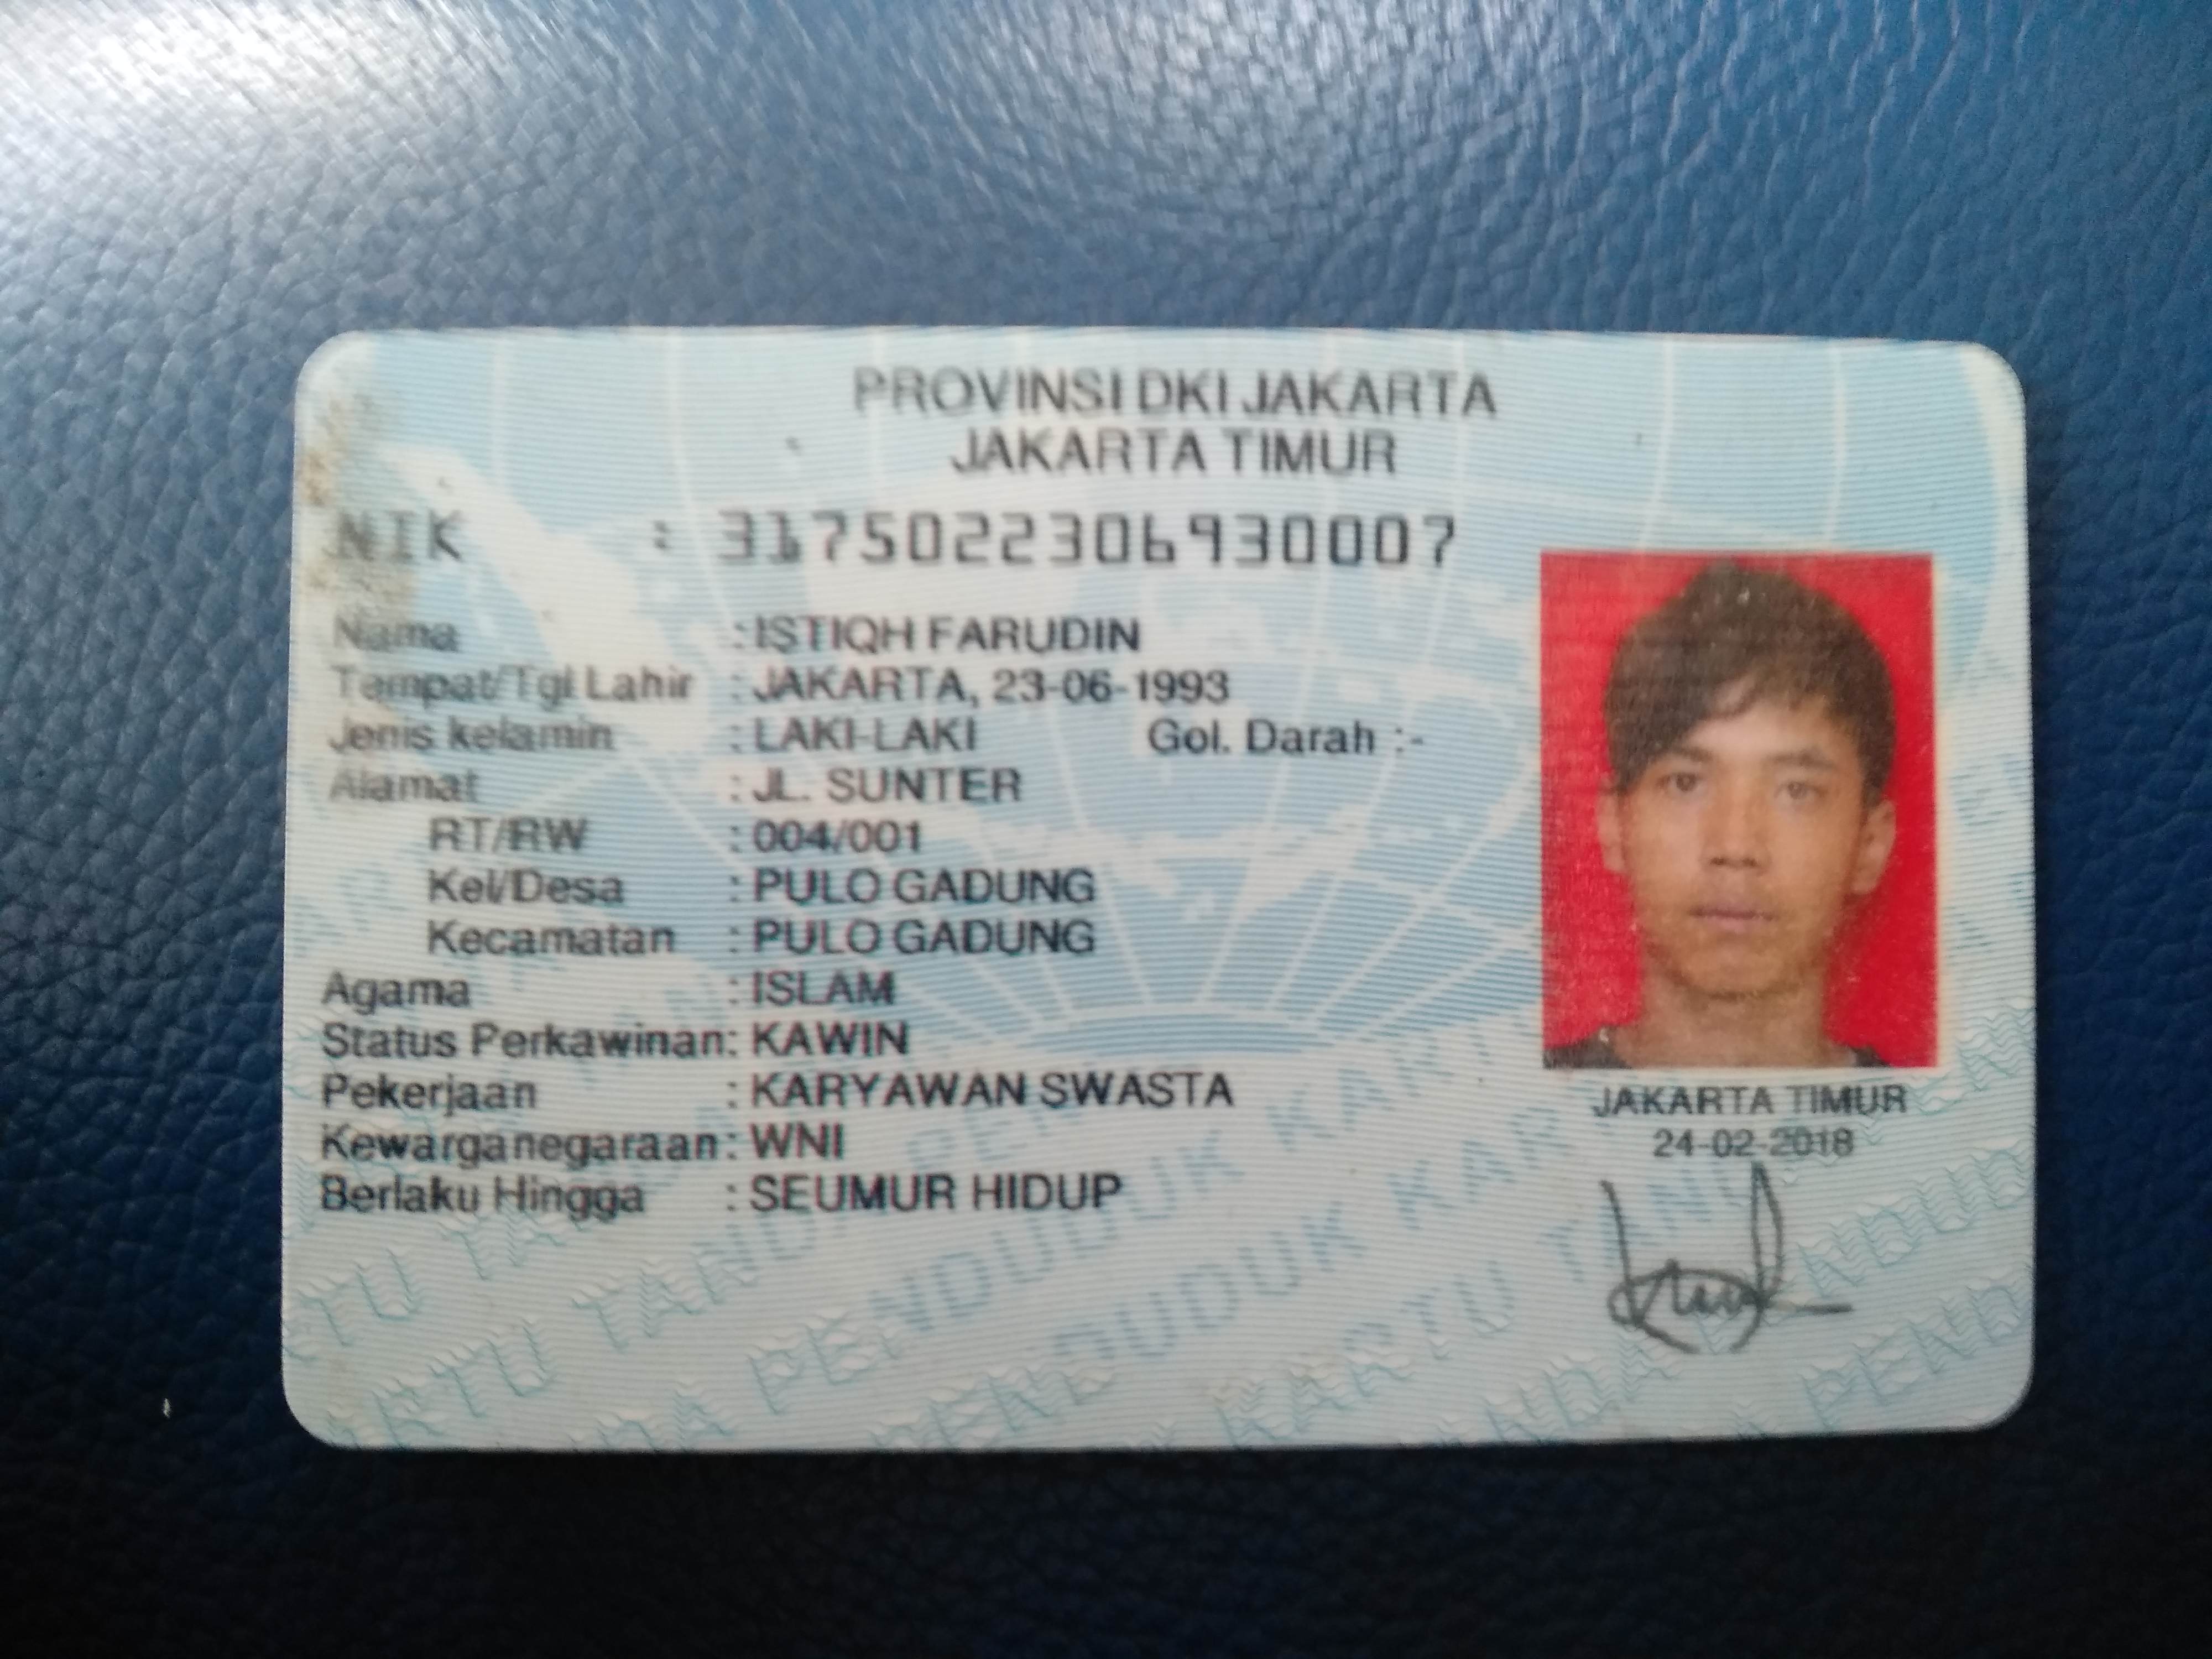 PROVINSI DKI JAKARTA
JAKARTA TIMUR
NIK : 3175022306930007
Nama : ISTIQH FARUDIN
Tempat/Tgl Lahir : JAKARTA, 23-06-1993
Jenis kelamin : LAKI-LAKI Gol. Darah : -
Alamat : JL. SUNTER
RT/RW : 004/001
Kel/Desa : PULO GADUNG
Kecamatan : PULO GADUNG
Agama : ISLAM
Status Perkawinan: KAWIN
Pekerjaan : KARYAWAN SWASTA
Kewarganegaraan: WNI
Berlaku Hingga : SEUMUR HIDUP
JAKARTA TIMUR
24-02-2018